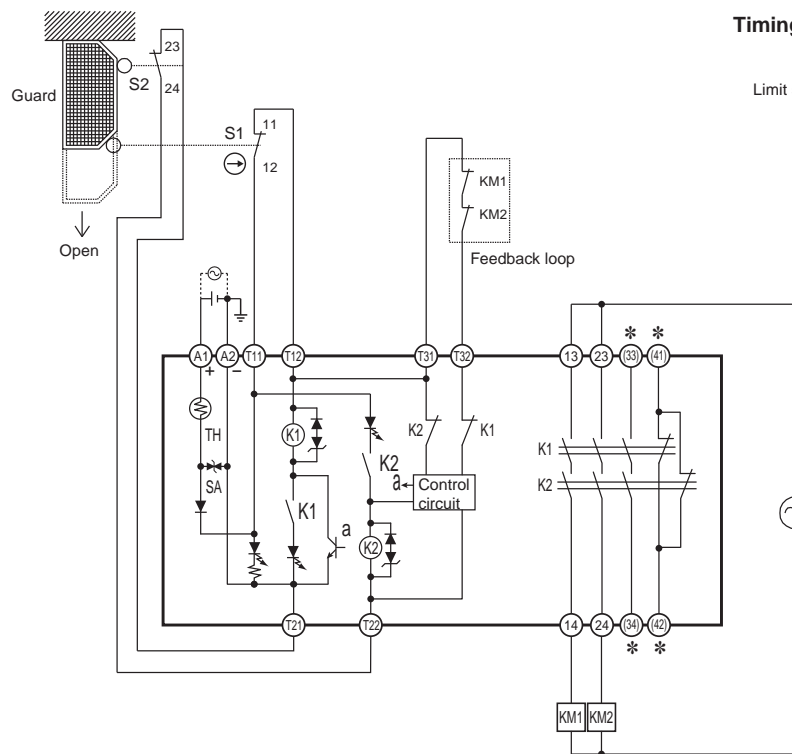 Timing
Limit
23
S2
24
Guard
Open
S1
11
12
KM1
KM2
Feedback loop
A1
A2
T11
T12
T31
T32
13
23
(33)
(41)
*
*
+
−
TH
SA
K1
K1
a
K2
K2
K2
K1
a
Control
circuit
K1
K2
T21
T22
14
24
(34)
(42)
*
*
KM1
KM2